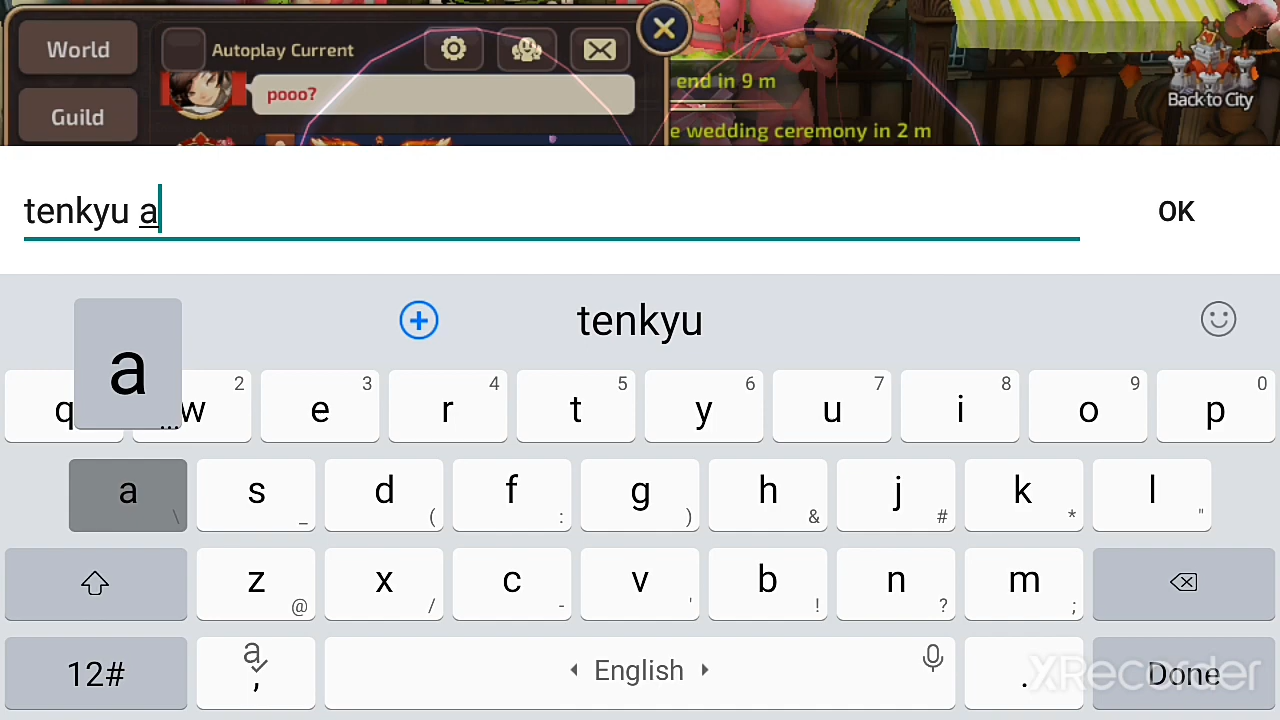 World
Autoplay Current
Guild
pooo?
end in 9 m
e wedding ceremony in 2 m
Back to City
tenkyu a
OK
a
tenkyu
q w 2 e 3 r 4 t 5 y 6 u 7 i 8 o 9 p 0
a \ s _ d ( f : g ) h & j # k * l "
z @ x / c - v ' b ! n ? m ;
12# a , English . Done
XRecorder